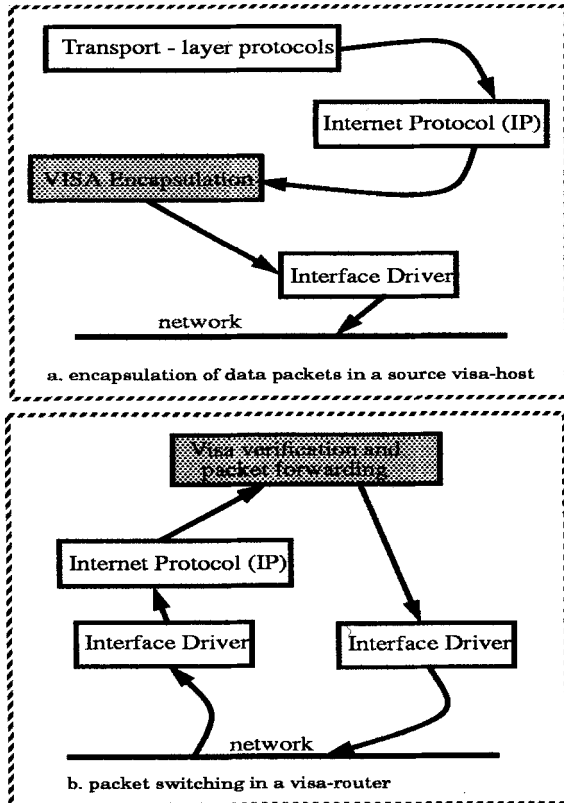 Transport - layer protocols
Internet Protocol (IP)
VISA Encapsulation
Interface Driver
network
a. encapsulation of data packets in a source visa-host
Visa verification and
packet forwarding
Internet Protocol (IP)
Interface Driver
Interface Driver
network
b. packet switching in a visa-router